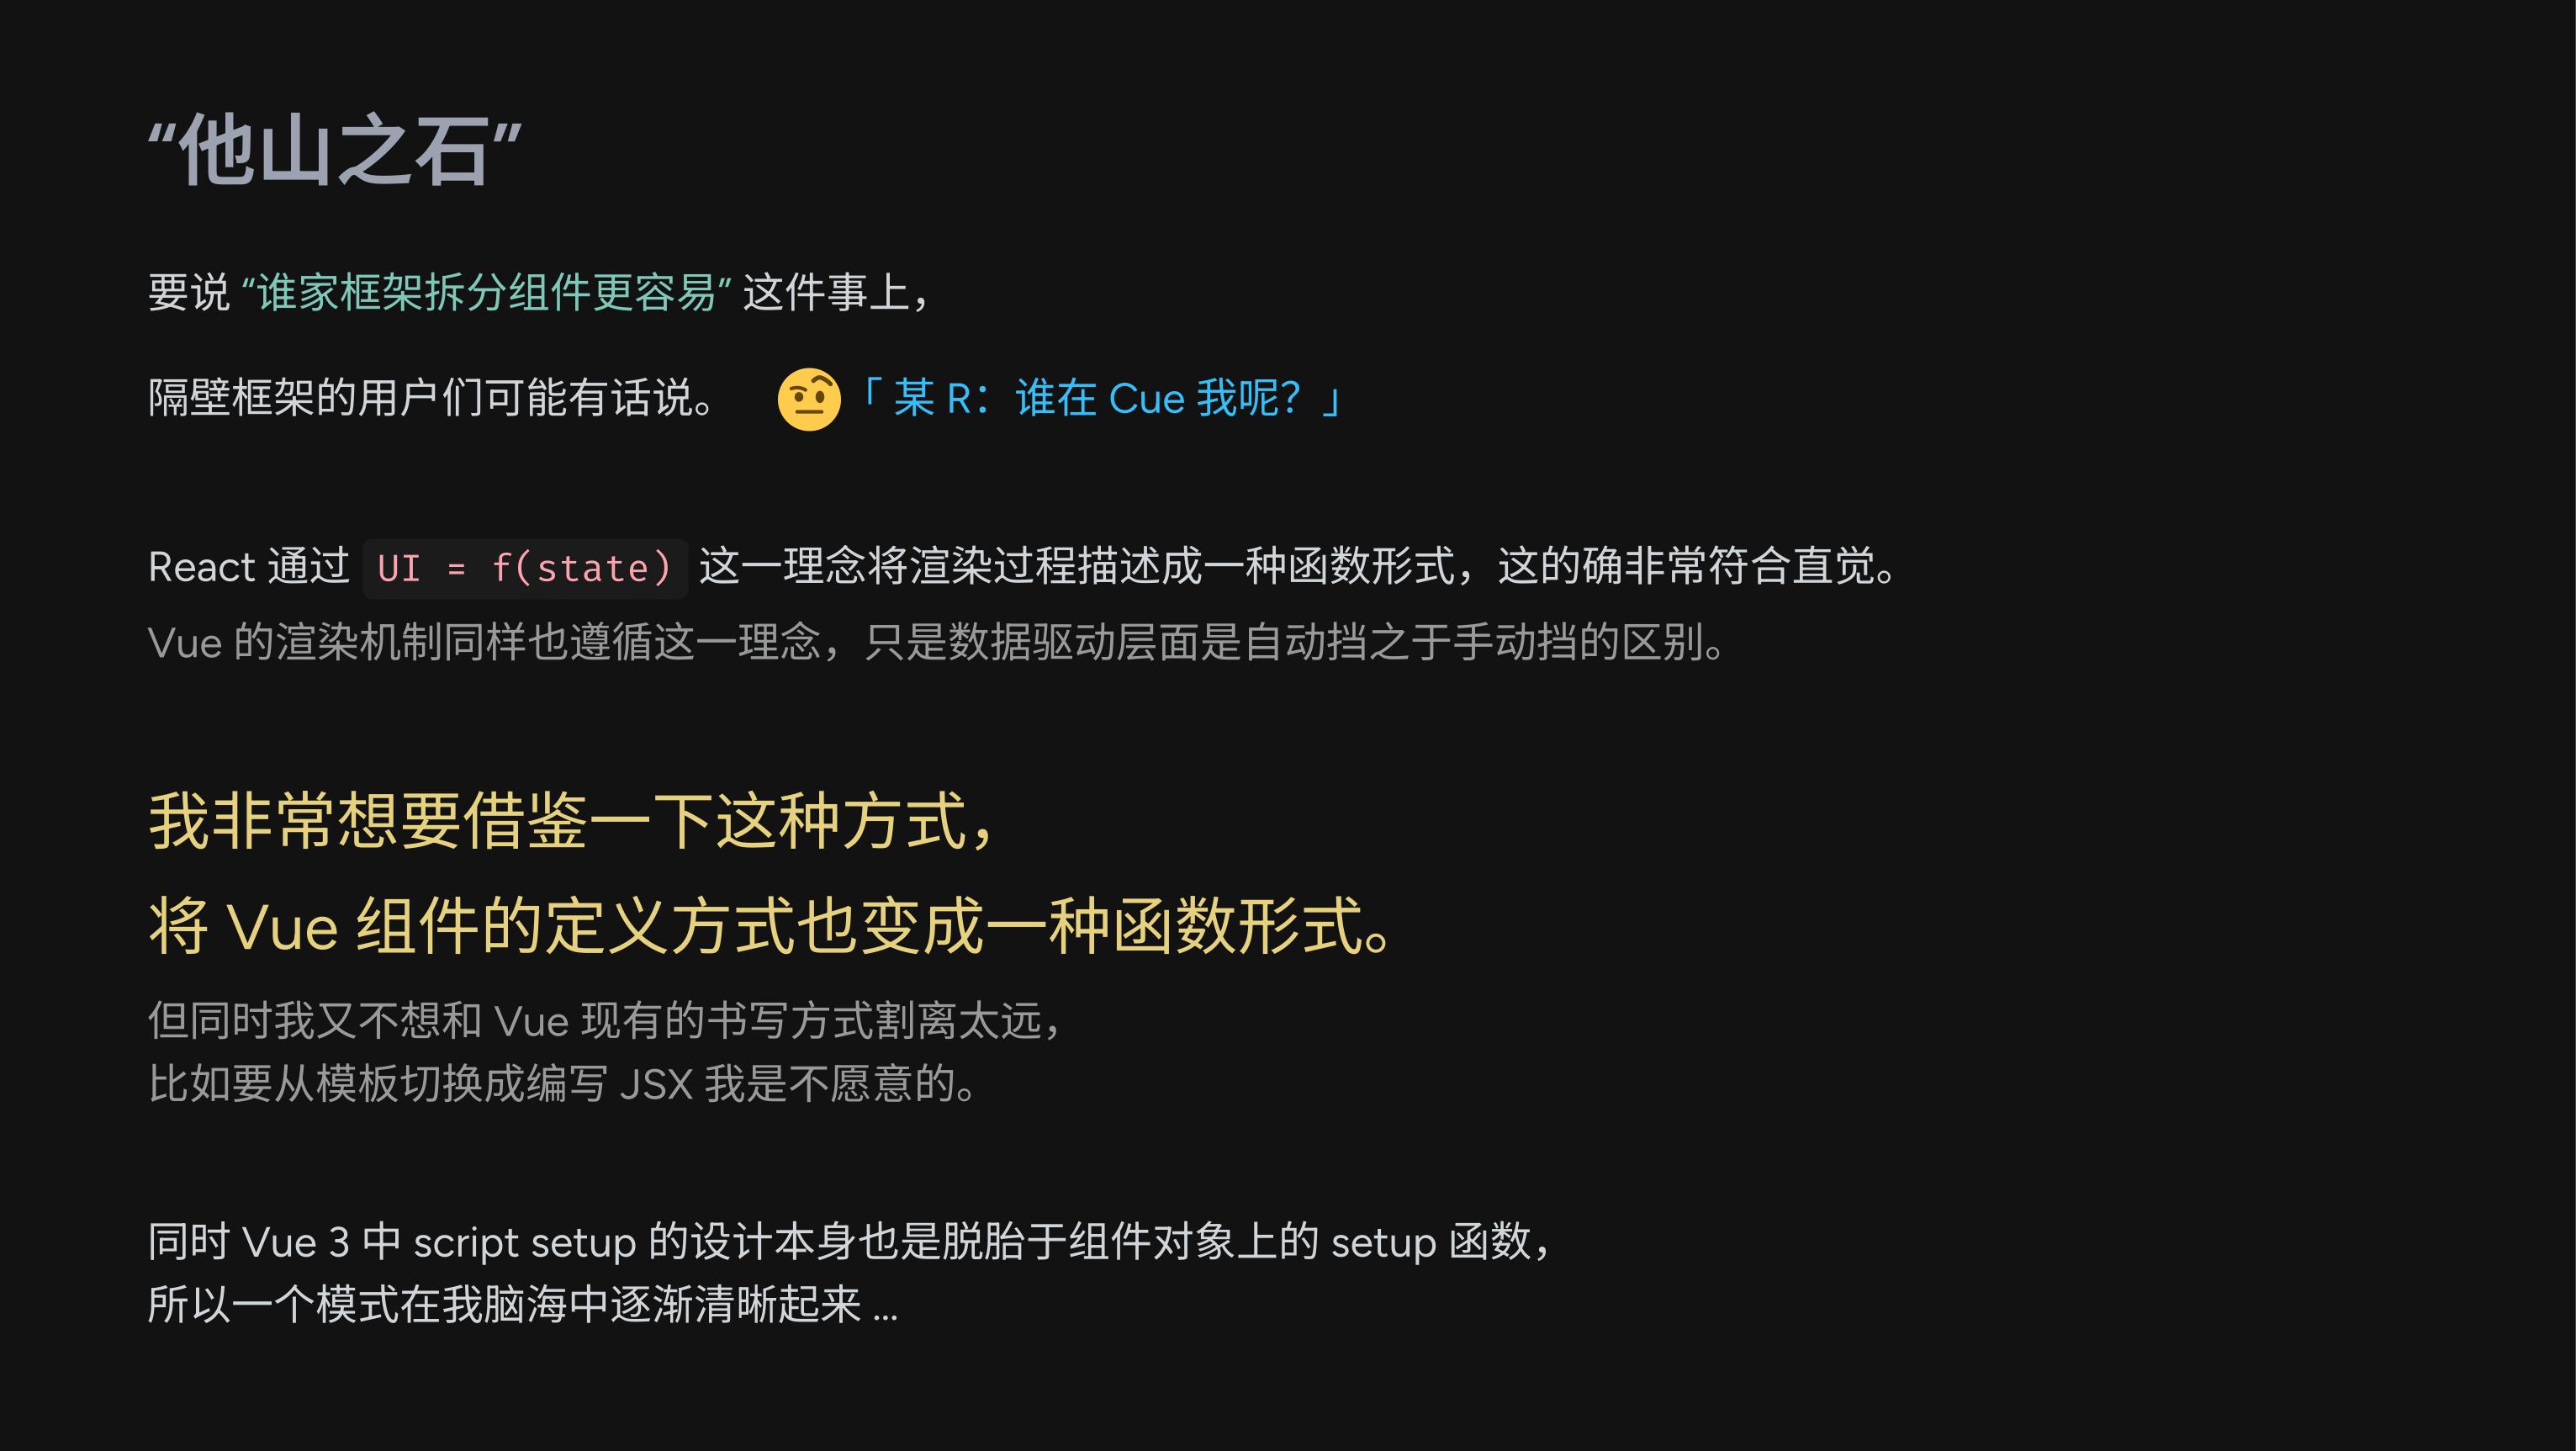 “他山之石”
要说 “谁家框架拆分组件更容易” 这件事上，
隔壁框架的用户们可能有话说。 🤨「 某 R：谁在 Cue 我呢？」
React 通过 UI = f(state) 这一理念将渲染过程描述成一种函数形式，这的确非常符合直觉。
Vue 的渲染机制同样也遵循这一理念，只是数据驱动层面是自动挡之于手动挡的区别。
我非常想要借鉴一下这种方式，
将 Vue 组件的定义方式也变成一种函数形式。
但同时我又不想和 Vue 现有的书写方式割离太远，
比如要从模板切换成编写 JSX 我是不愿意的。
同时 Vue 3 中 script setup 的设计本身也是脱胎于组件对象上的 setup 函数，
所以一个模式在我脑海中逐渐清晰起来 ...